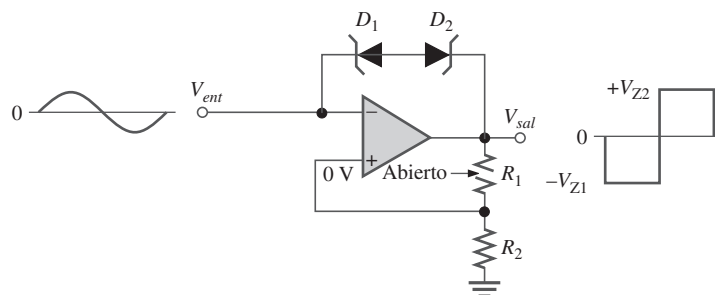 D1 D2
0
Vent
−
+
0 V
Abierto
R1
R2
Vsal
+VZ2
0
−VZ1